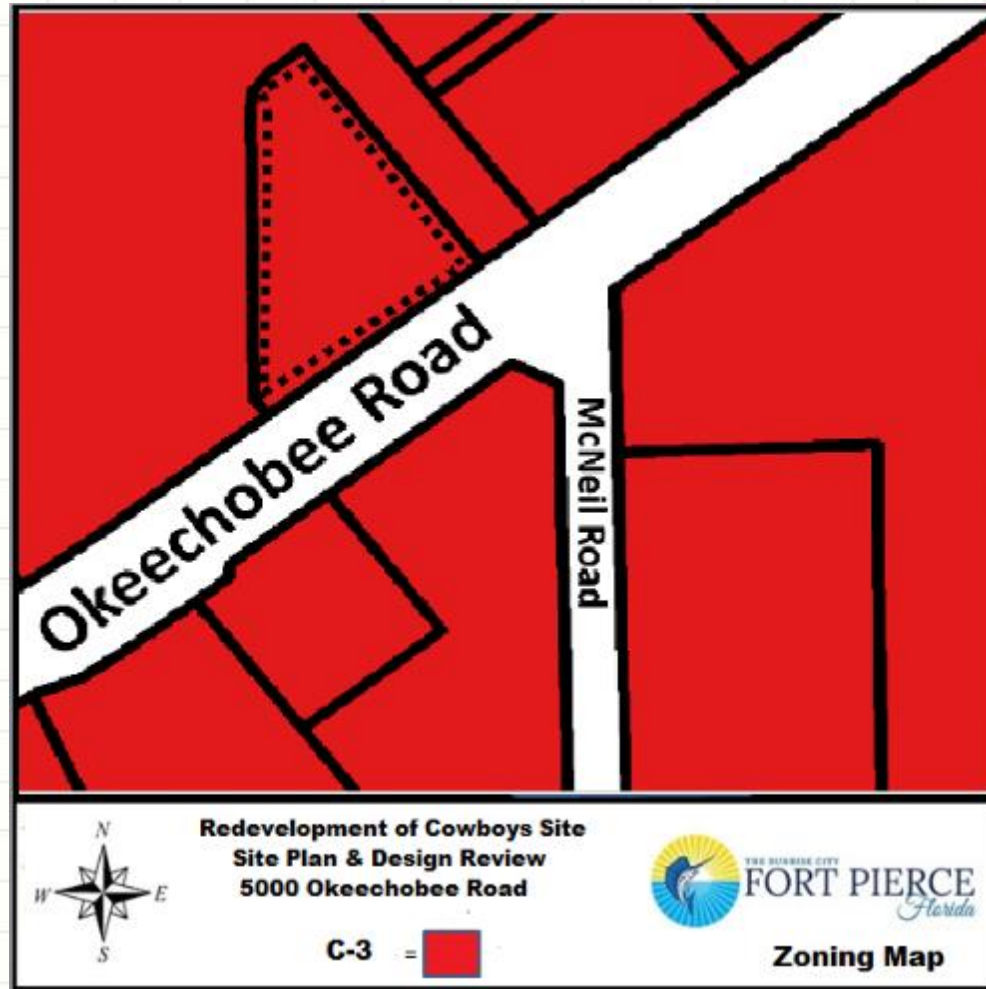 Okeechobee Road
McNeil Road
N
W E
S
Redevelopment of Cowboys Site
Site Plan & Design Review
5000 Okeechobee Road
C-3 =
THE SUNRISE CITY
FORT PIERCE
Florida
Zoning Map